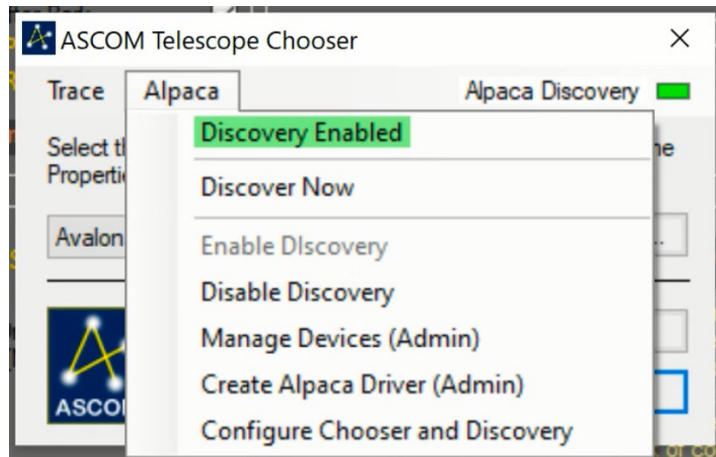 ASCOM Telescope Chooser
Trace Alpaca Alpaca Discovery
Discovery Enabled
Select
Discover Now
Avalon
Enable DIscovery
Disable Discovery
Manage Devices (Admin)
Create Alpaca Driver (Admin)
ASCO
Configure Chooser and Discovery